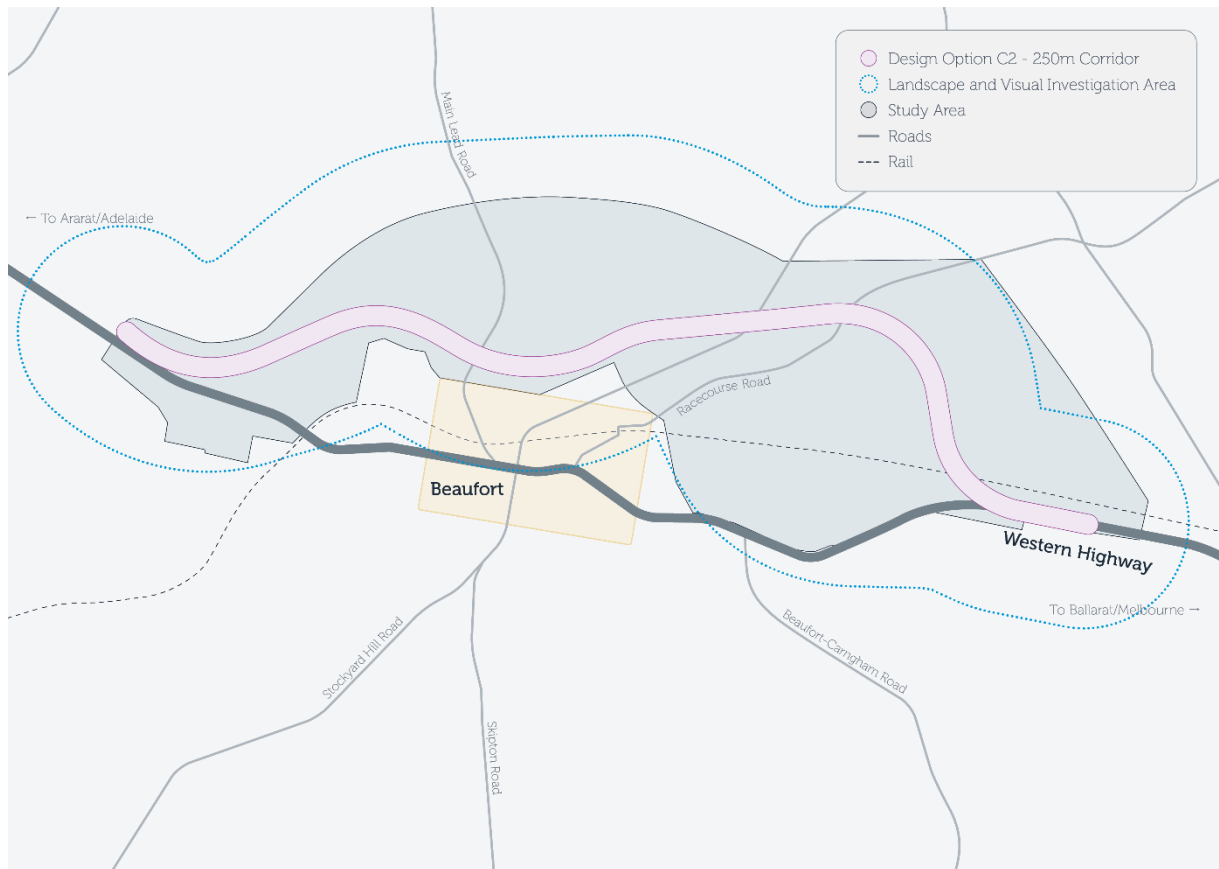 Design Option C2 - 250m Corridor
Landscape and Visual Investigation Area
Study Area
Roads
Rail
Main Lead Road
← To Ararat/Adelaide
Racecourse Road
Beaufort
Western Highway
To Ballarat/Melbourne →
Stockyard Hill Road
Beaufort-Carngham Road
Skipton Road